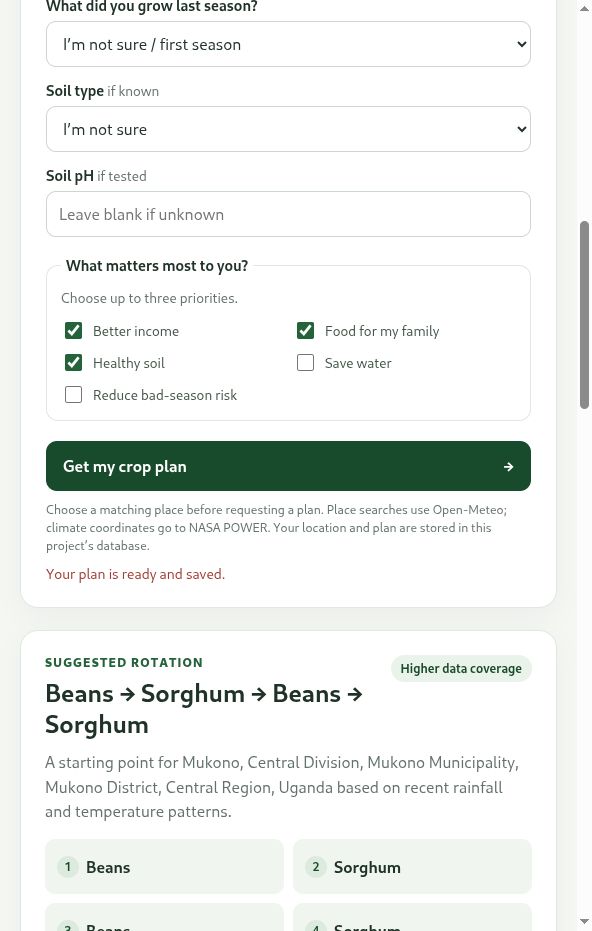 What did you grow last season?
I'm not sure / first season
Soil type if known
I'm not sure
Soil pH if tested
Leave blank if unknown
What matters most to you?
Choose up to three priorities.
Better income
Food for my family
Healthy soil
Save water
Reduce bad-season risk
Get my crop plan →
Choose a matching place before requesting a plan. Place searches use Open-Meteo;
climate coordinates go to NASA POWER. Your location and plan are stored in this
project's database.
Your plan is ready and saved.
SUGGESTED ROTATION
Higher data coverage
Beans → Sorghum → Beans →
Sorghum
A starting point for Mukono, Central Division, Mukono Municipality,
Mukono District, Central Region, Uganda based on recent rainfall
and temperature patterns.
1 Beans
2 Sorghum
3 Beans
4 Sorghum